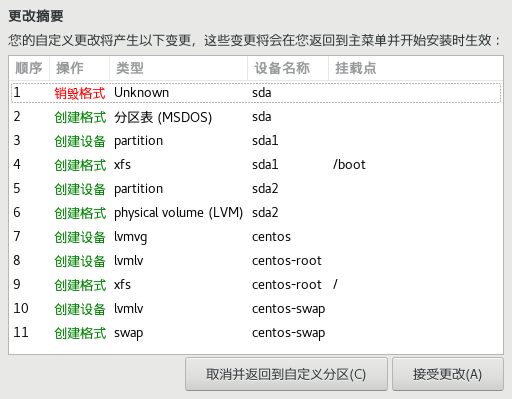 更改摘要
您的自定义更改将产生以下变更，这些变更将会在您返回到主菜单并开始安装时生效：
顺序 操作 类型 设备名称 挂载点
1 销毁格式 Unknown sda
2 创建格式 分区表 (MSDOS) sda
3 创建设备 partition sda1
4 创建格式 xfs sda1 /boot
5 创建设备 partition sda2
6 创建格式 physical volume (LVM) sda2
7 创建设备 lvmvg centos
8 创建设备 lvmlv centos-root
9 创建格式 xfs centos-root /
10 创建设备 lvmlv centos-swap
11 创建格式 swap centos-swap
取消并返回到自定义分区(C) 接受更改(A)